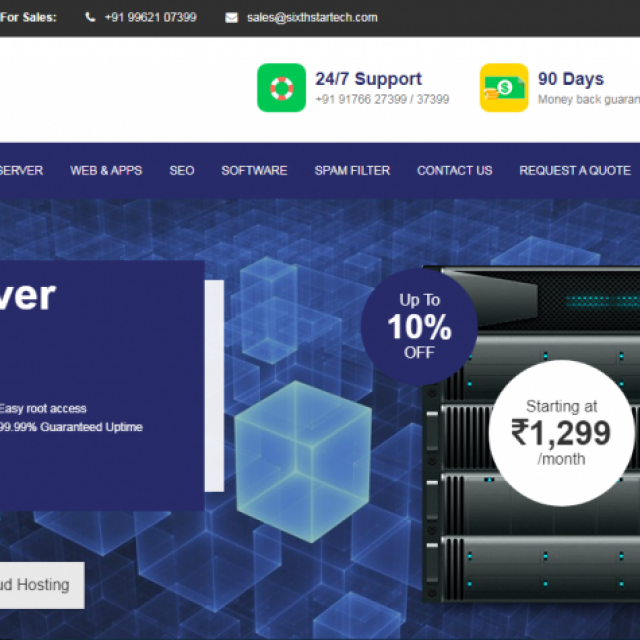 For Sales: +91 99621 07399 sales@sixthstartech.com
24/7 Support
+91 91766 27399 / 37399
90 Days
Money back guaran
SERVER WEB & APPS SEO SOFTWARE SPAM FILTER CONTACT US REQUEST A QUOTE
ver
Easy root access
99.99% Guaranteed Uptime
Up To
10%
OFF
Starting at
₹1,299
/month
ud Hosting